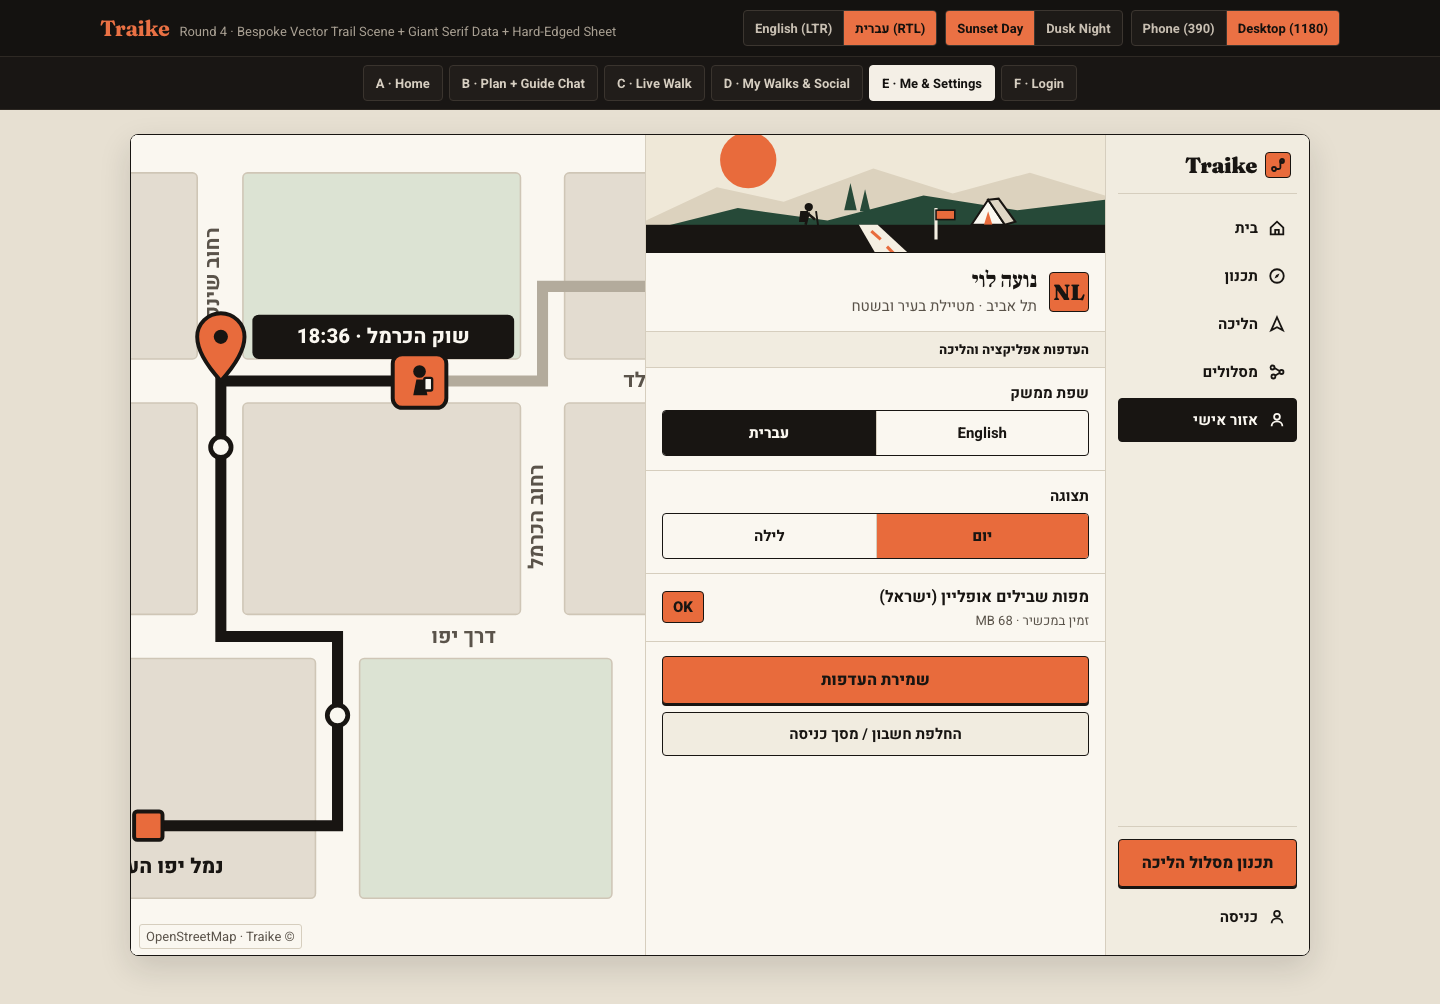 Traike Round 4 · Bespoke Vector Trail Scene + Giant Serif Data + Hard-Edged Sheet
English (LTR) עברית (RTL) Sunset Day Dusk Night Phone (390) Desktop (1180)
A · Home B · Plan + Guide Chat C · Live Walk D · My Walks & Social E · Me & Settings F · Login
Traike
בית
תכנון
הליכה
מסלולים
אזור אישי
תכנון מסלול הליכה
כניסה
NL
נועה לוי
תל אביב · מטיילת בעיר ובשטח
העדפות אפליקציה והליכה
שפת ממשק
English
עברית
תצוגה
יום
לילה
מפות שבילים אופליין (ישראל)
זמין במכשיר · 68 MB
OK
שמירת העדפות
החלפת חשבון / מסך כניסה
שוק הכרמל · 18:36
רחוב
רחוב הכרמל
דרך יפו
נמל יפו
OpenStreetMap · Traike ©